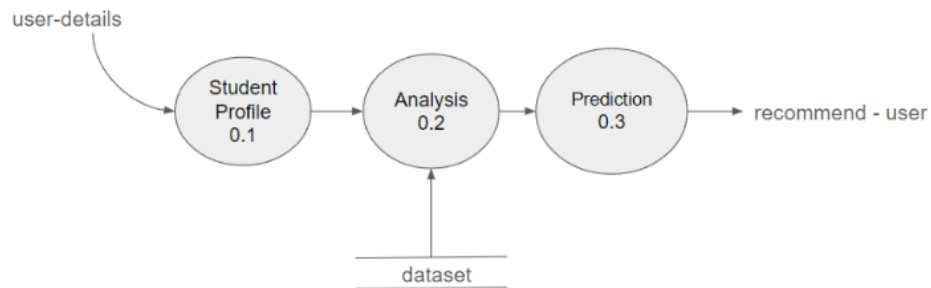 user-details
Student
Profile
0.1
Analysis
0.2
Prediction
0.3
recommend - user
dataset